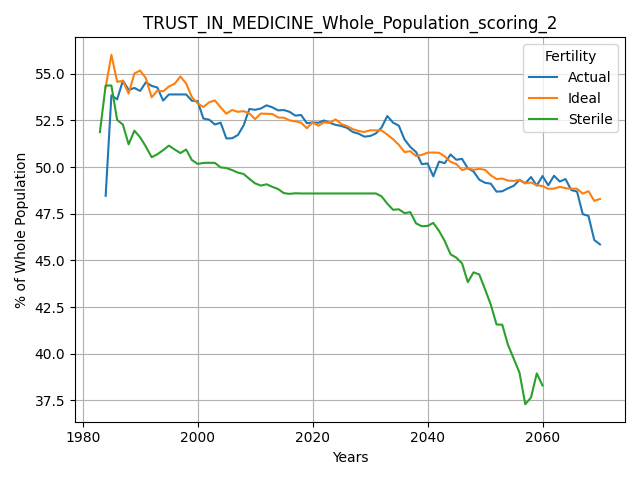 TRUST_IN_MEDICINE_Whole_Population_scoring_2
% of Whole Population
55.0
52.5
50.0
47.5
45.0
42.5
40.0
37.5
Fertility
Actual
Ideal
Sterile
1980
2000
2020
2040
2060
Years